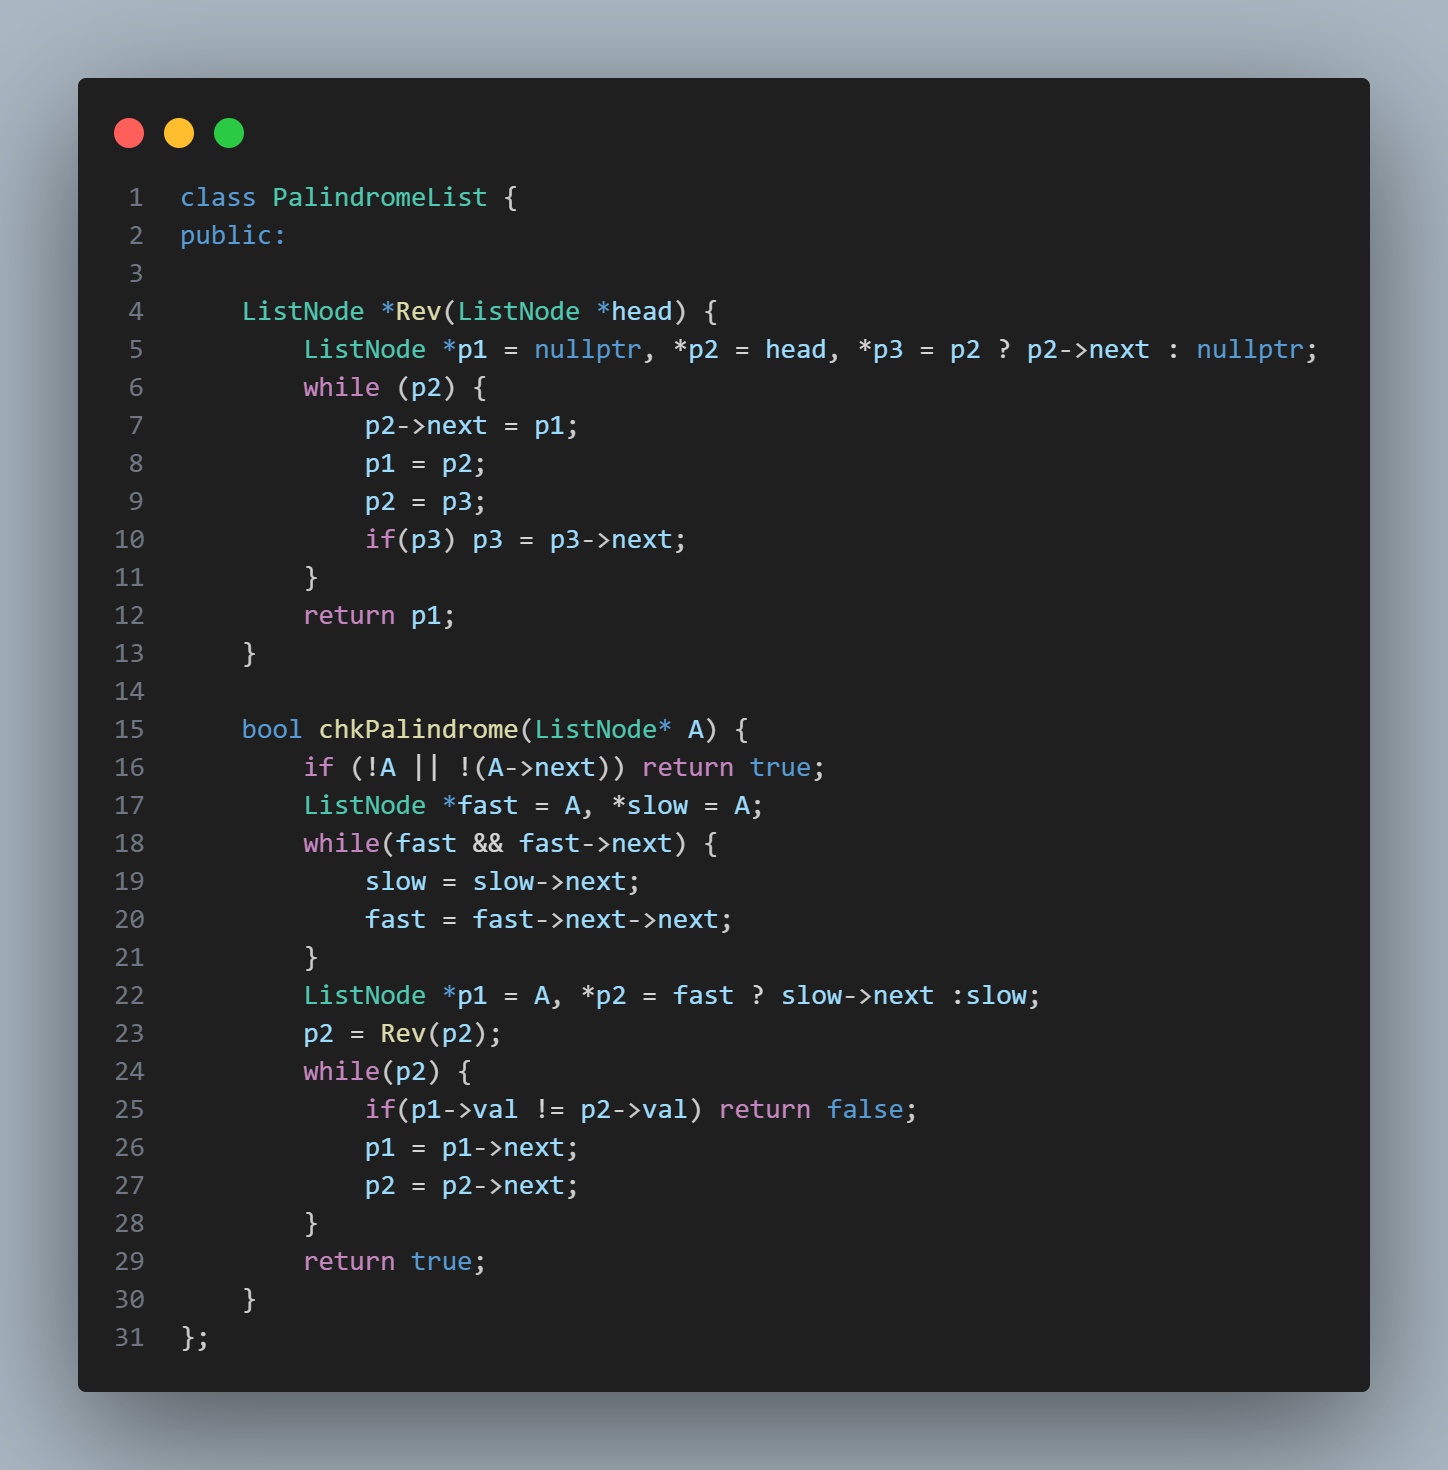 1 class PalindromeList {
2 public:
3
4     ListNode *Rev(ListNode *head) {
5         ListNode *p1 = nullptr, *p2 = head, *p3 = p2 ? p2->next : nullptr;
6         while (p2) {
7             p2->next = p1;
8             p1 = p2;
9             p2 = p3;
10             if(p3) p3 = p3->next;
11         }
12         return p1;
13     }
14
15     bool chkPalindrome(ListNode* A) {
16         if (!A || !(A->next)) return true;
17         ListNode *fast = A, *slow = A;
18         while(fast && fast->next) {
19             slow = slow->next;
20             fast = fast->next->next;
21         }
22         ListNode *p1 = A, *p2 = fast ? slow->next :slow;
23         p2 = Rev(p2);
24         while(p2) {
25             if(p1->val != p2->val) return false;
26             p1 = p1->next;
27             p2 = p2->next;
28         }
29         return true;
30     }
31 };